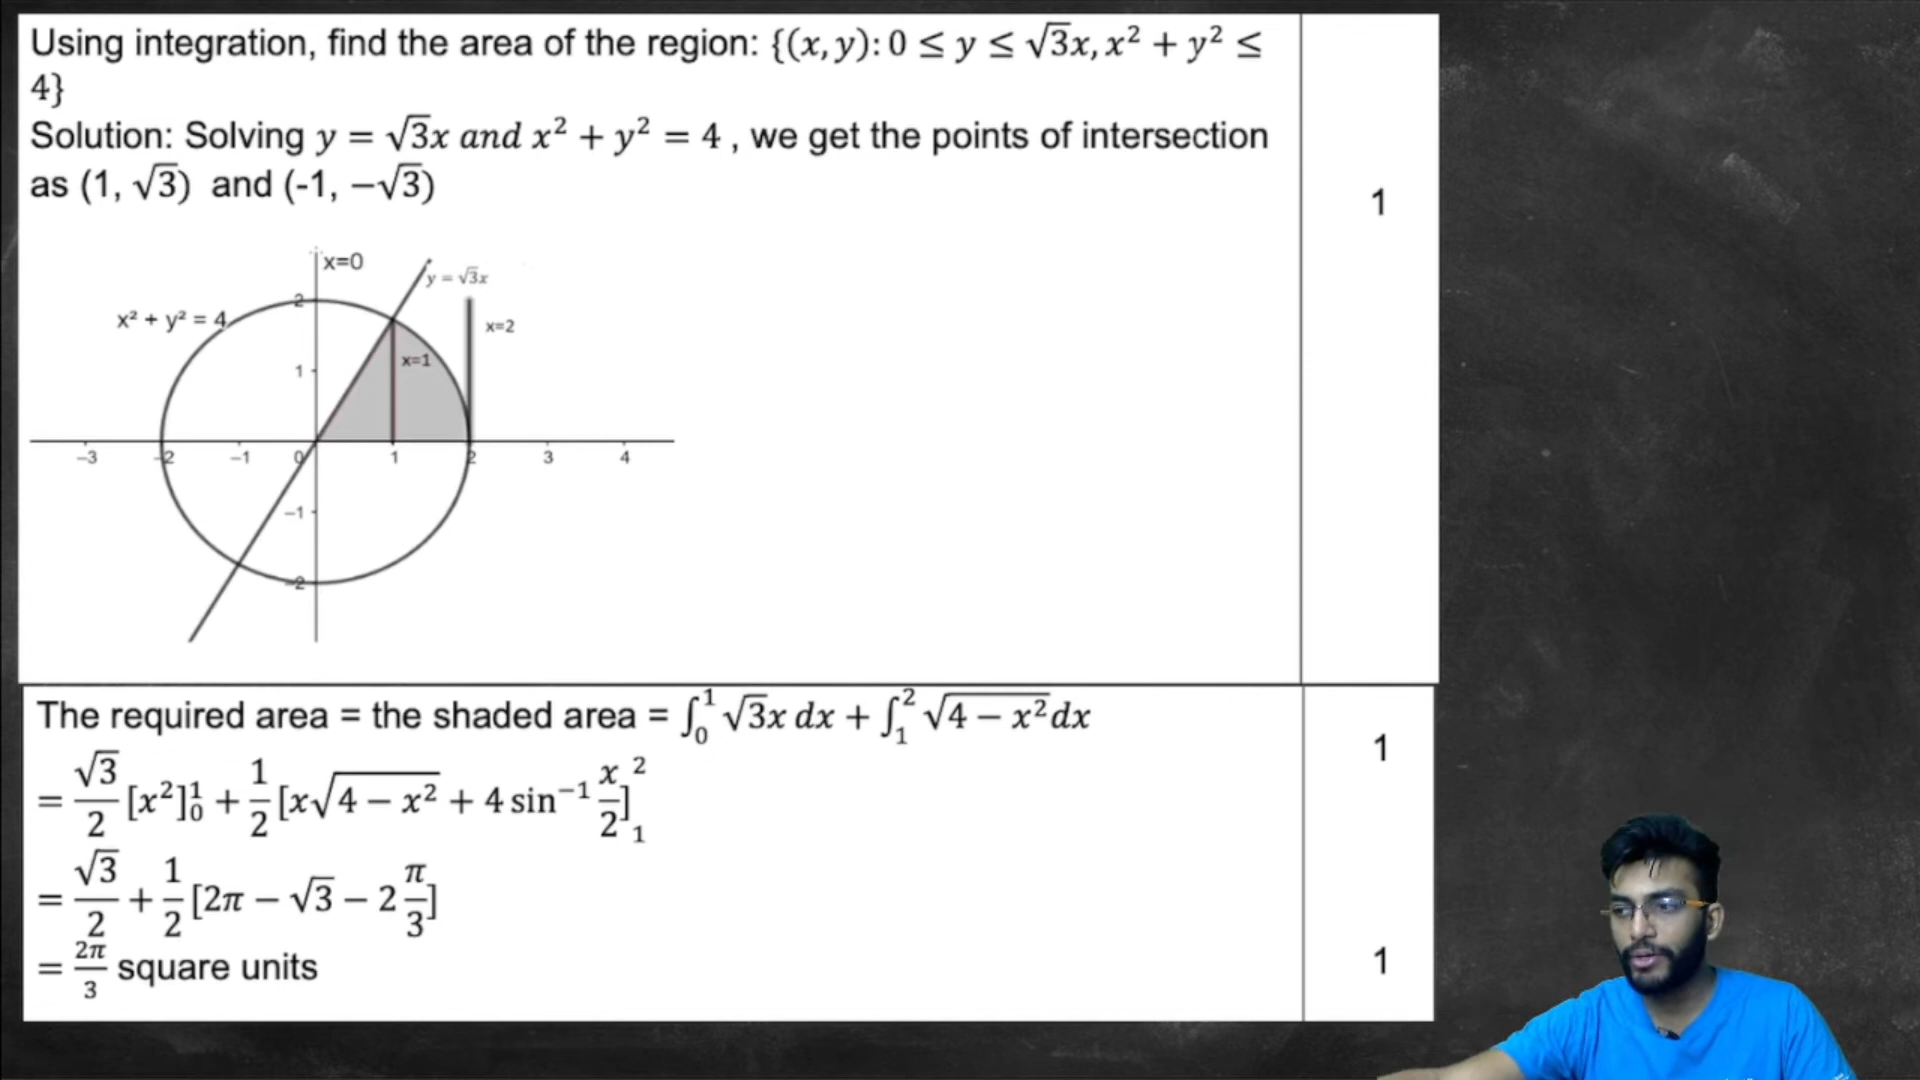 Using integration, find the area of the region: {(x, y): 0 ≤ y ≤ √3x, x² + y² ≤
4}
Solution: Solving y = √3x and x² + y² = 4 , we get the points of intersection
as (1, √3) and (-1, −√3)
1
x=0
y = √3x
2
x² + y² = 4
x=2
x=1
1
−3 −2 −1 0 1 2 3 4
−1
−2
The required area = the shaded area = ∫₀¹ √3x dx + ∫₁² √(4 − x²) dx
1
= √3/2 [x²]₀¹ + 1/2 [x√(4 − x²) + 4 sin⁻¹ x/2]₁²
= √3/2 + 1/2 [2π − √3 − 2 π/3]
= 2π/3 square units
1